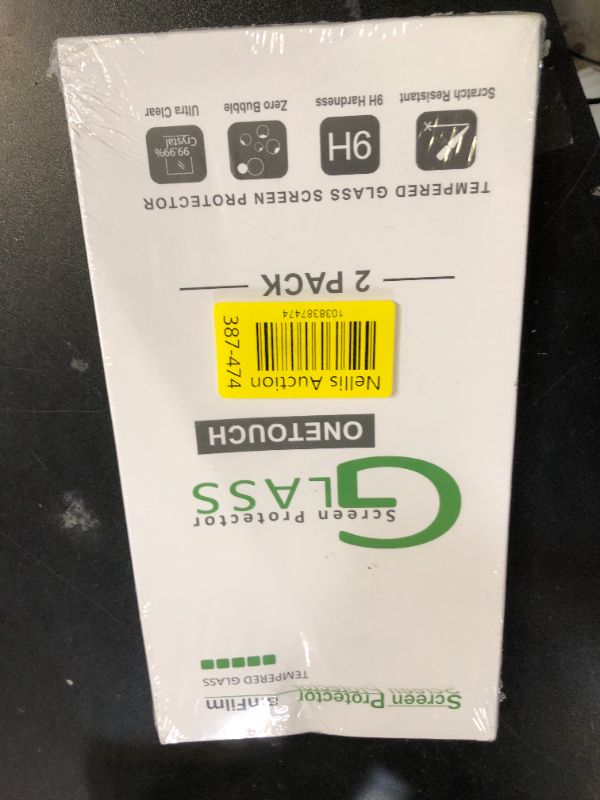 Screen Protector
TEMPERED GLASS
Screen Protector
GLASS
ONETOUCH
Nellis Auction
387-474
1038387474
2 PACK
TEMPERED GLASS SCREEN PROTECTOR
9H
99.99%
Crystal
Scratch Resistant
9H Hardness
Zero Bubble
Ultra Clear